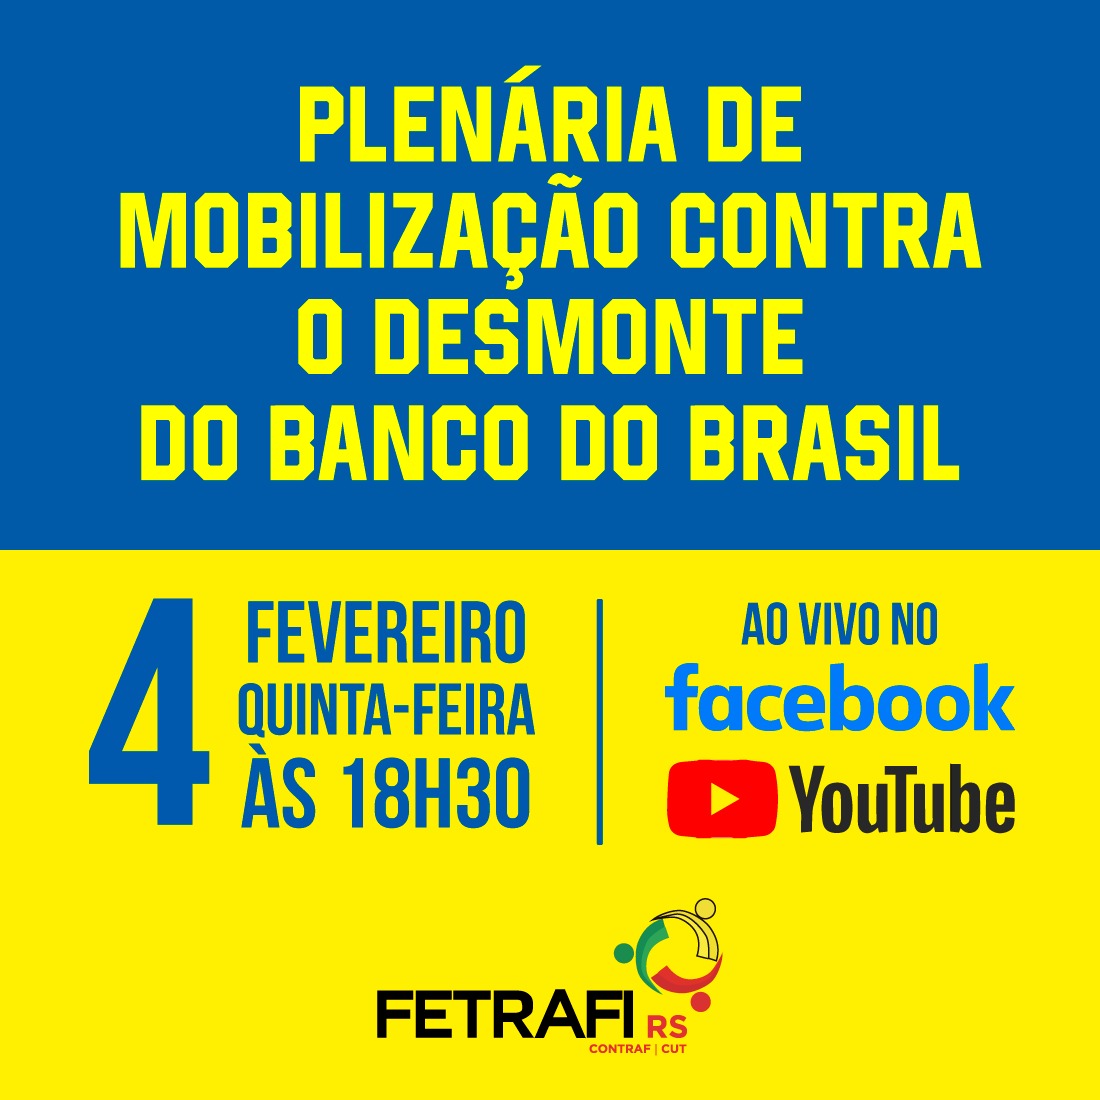 PLENÁRIA DE
MOBILIZAÇÃO CONTRA
O DESMONTE
DO BANCO DO BRASIL
4
FEVEREIRO
QUINTA-FEIRA
ÀS 18H30
AO VIVO NO
facebook
YouTube
FETRAFI RS
CONTRAF | CUT